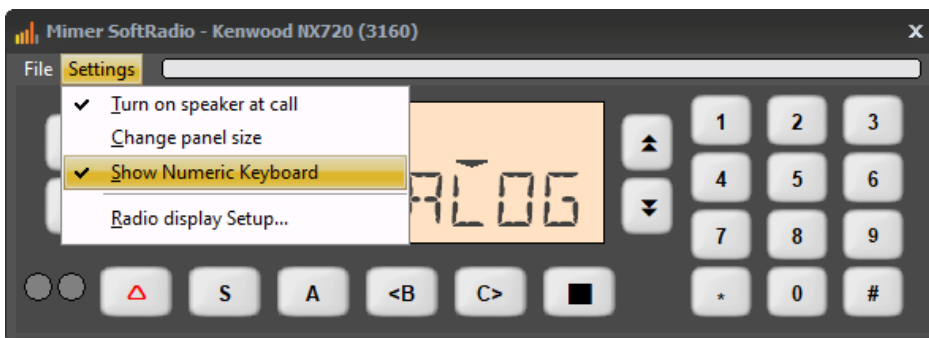 Mimer SoftRadio - Kenwood NX720 (3160)
x
File Settings
Turn on speaker at call
Change panel size
Show Numeric Keyboard
Radio display Setup...
ALOG
1 2 3
4 5 6
7 8 9
* 0 #
S A <B C>